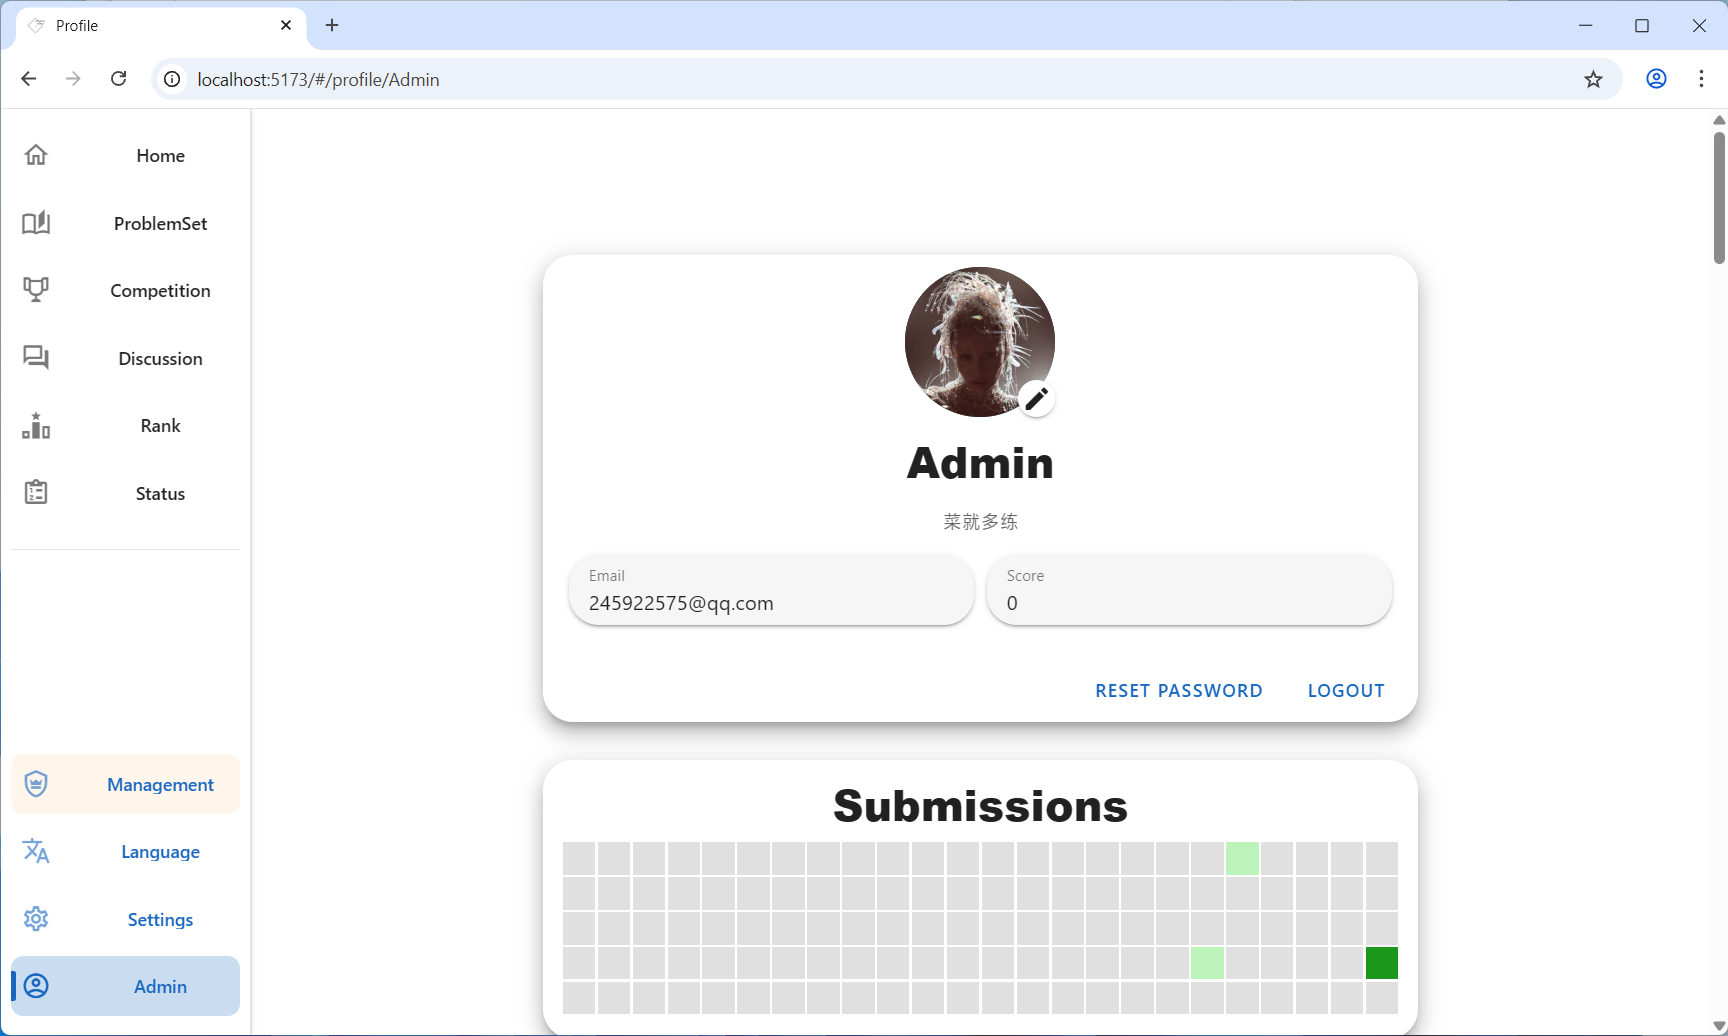 Profile
localhost:5173/#/profile/Admin
Home
ProblemSet
Competition
Discussion
Rank
Status
Management
Language
Settings
Admin
Admin
菜就多练
Email
245922575@qq.com
Score
0
RESET PASSWORD
LOGOUT
Submissions